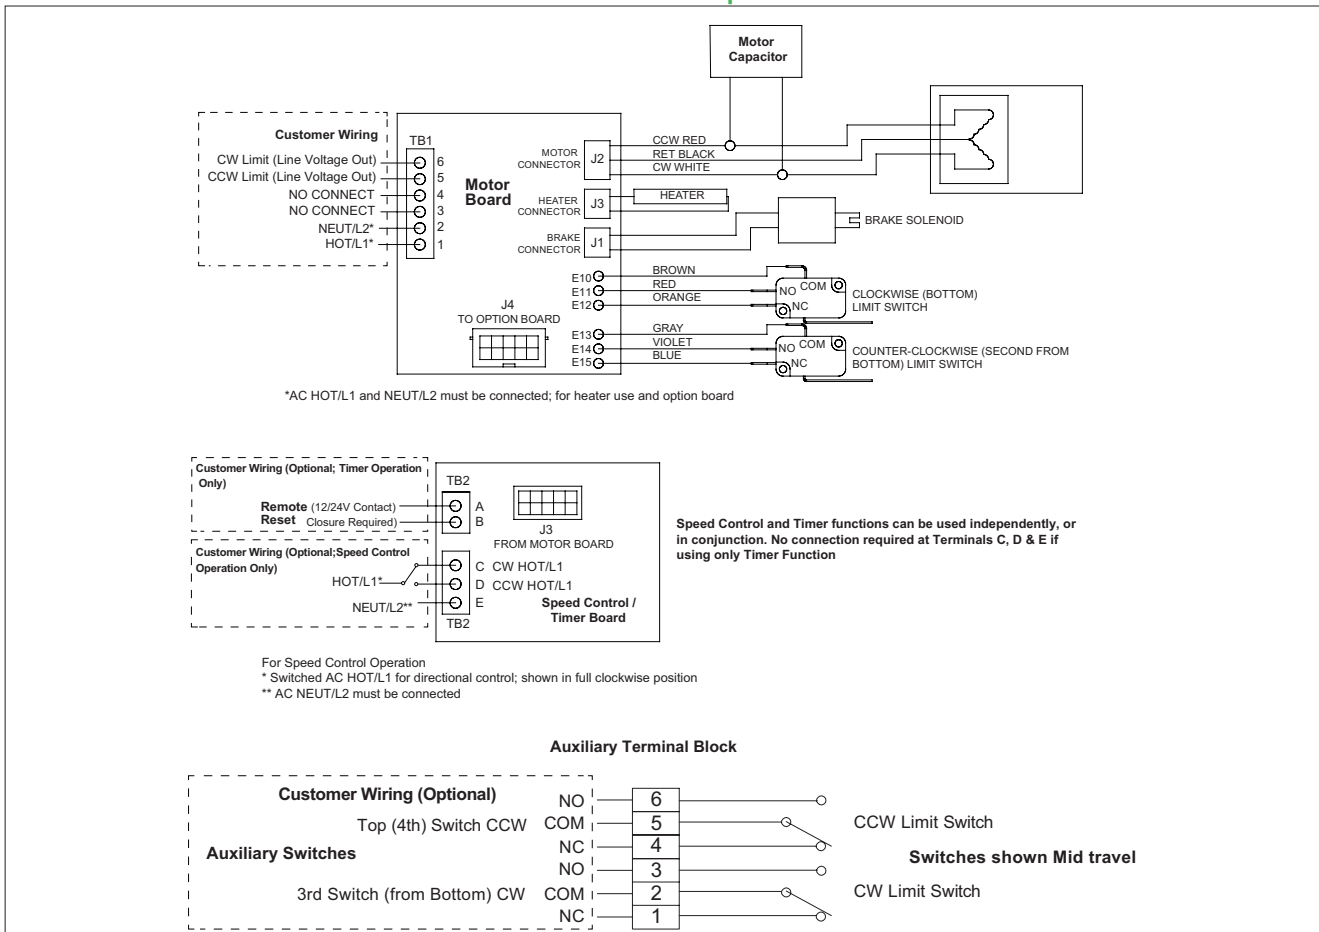 Motor
Capacitor
Customer Wiring
TB1
CW Limit (Line Voltage Out)
6
CCW Limit (Line Voltage Out)
5
NO CONNECT
4
NO CONNECT
3
NEUT/L2*
2
HOT/L1*
1
Motor
Board
MOTOR
CONNECTOR
J2
CCW RED
RET BLACK
CW WHITE
HEATER
CONNECTOR
J3
HEATER
BRAKE
CONNECTOR
J1
BRAKE SOLENOID
E10
BROWN
E11
RED
E12
ORANGE
NO
COM
NC
CLOCKWISE (BOTTOM)
LIMIT SWITCH
J4
TO OPTION BOARD
E13
GRAY
E14
VIOLET
E15
BLUE
NO
COM
NC
COUNTER-CLOCKWISE (SECOND FROM
BOTTOM) LIMIT SWITCH
*AC HOT/L1 and NEUT/L2 must be connected; for heater use and option board
Customer Wiring (Optional; Timer Operation
Only)
TB2
Remote (12/24V Contact)
A
Reset Closure Required)
B
J3
FROM MOTOR BOARD
Customer Wiring (Optional;Speed Control
Operation Only)
C CW HOT/L1
HOT/L1*
D CCW HOT/L1
NEUT/L2**
E
Speed Control /
Timer Board
TB2
Speed Control and Timer functions can be used independently, or
in conjunction. No connection required at Terminals C, D & E if
using only Timer Function
For Speed Control Operation
* Switched AC HOT/L1 for directional control; shown in full clockwise position
** AC NEUT/L2 must be connected
Auxiliary Terminal Block
Customer Wiring (Optional)
NO
6
Top (4th) Switch CCW
COM
5
CCW Limit Switch
NC
4
Auxiliary Switches
Switches shown Mid travel
NO
3
3rd Switch (from Bottom) CW
COM
2
CW Limit Switch
NC
1